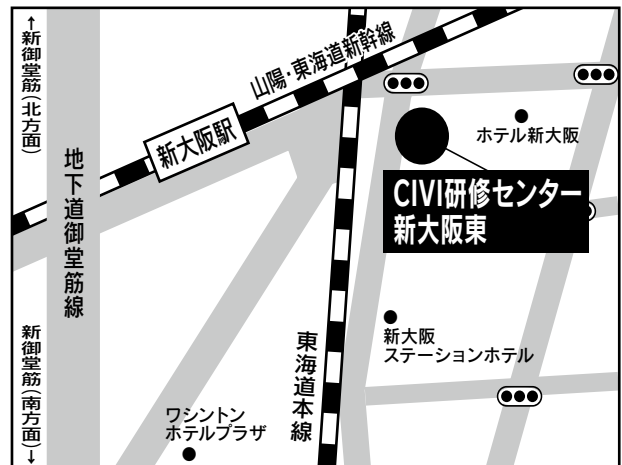 ↑新御堂筋(北方面)
山陽・東海道新幹線
新大阪駅
地下道御堂筋線
ホテル新大阪
CIVI研修センター
新大阪東
新大阪
ステーションホテル
東海道本線
ワシントン
ホテルプラザ
新御堂筋(南方面)↓